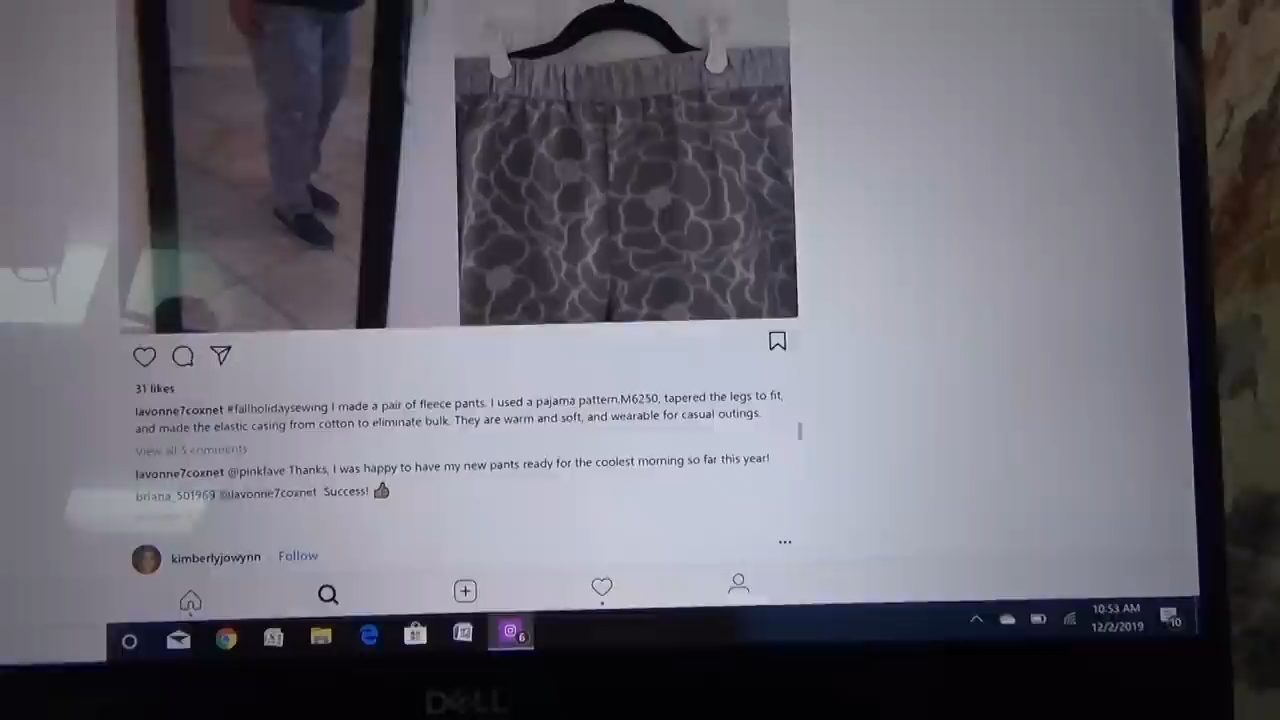 31 likes
lavonne7coxnet #fallholidaysewing I made a pair of fleece pants. I used a pajama pattern,M6250, tapered the legs to fit,
and made the elastic casing from cotton to eliminate bulk. They are warm and soft, and wearable for casual outings.
View all 5 comments
lavonne7coxnet @pinkfave Thanks, I was happy to have my new pants ready for the coolest morning so far this year!
briana_501969 @lavonne7coxnet Success! 👍
kimberlyjowynn · Follow
6
10:53 AM
12/2/2019
10
DELL